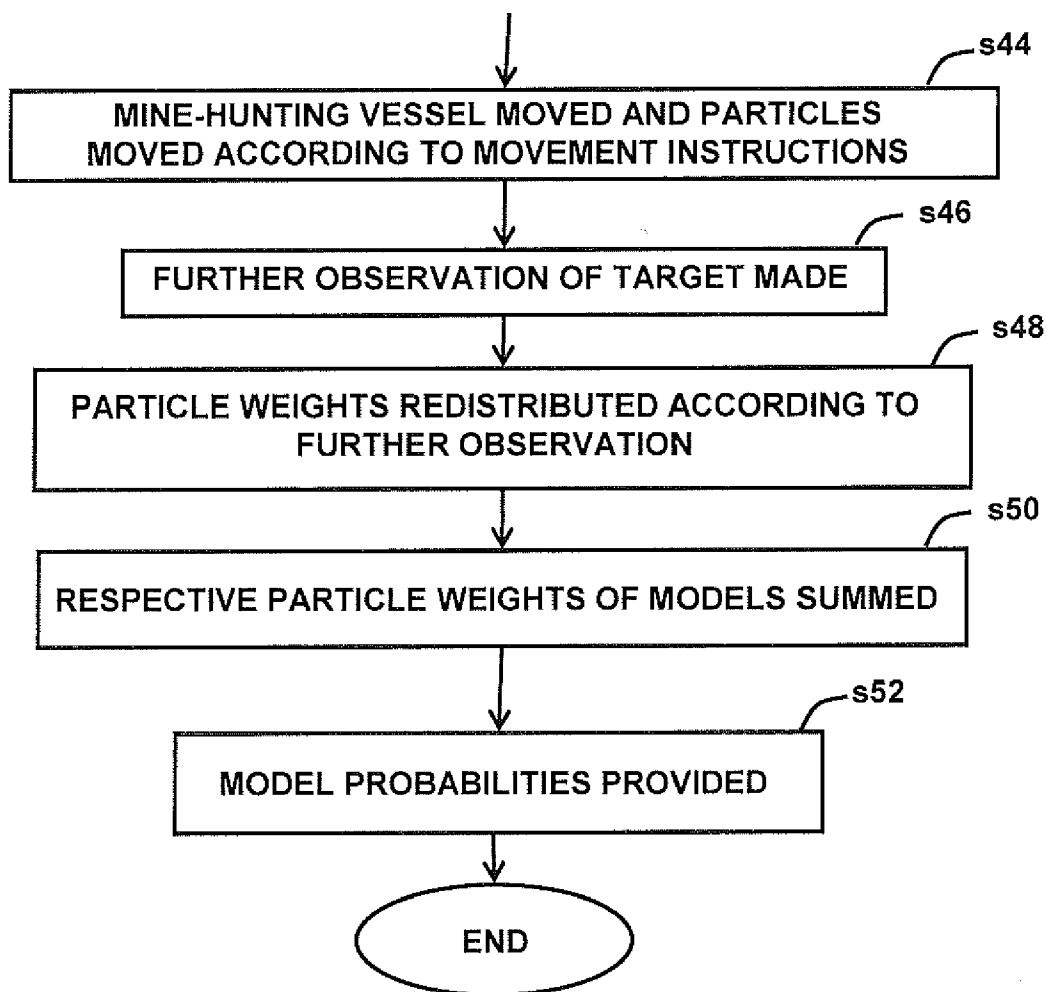 s44
MINE-HUNTING VESSEL MOVED AND PARTICLES
MOVED ACCORDING TO MOVEMENT INSTRUCTIONS
s46
FURTHER OBSERVATION OF TARGET MADE
s48
PARTICLE WEIGHTS REDISTRIBUTED ACCORDING TO
FURTHER OBSERVATION
s50
RESPECTIVE PARTICLE WEIGHTS OF MODELS SUMMED
s52
MODEL PROBABILITIES PROVIDED
END